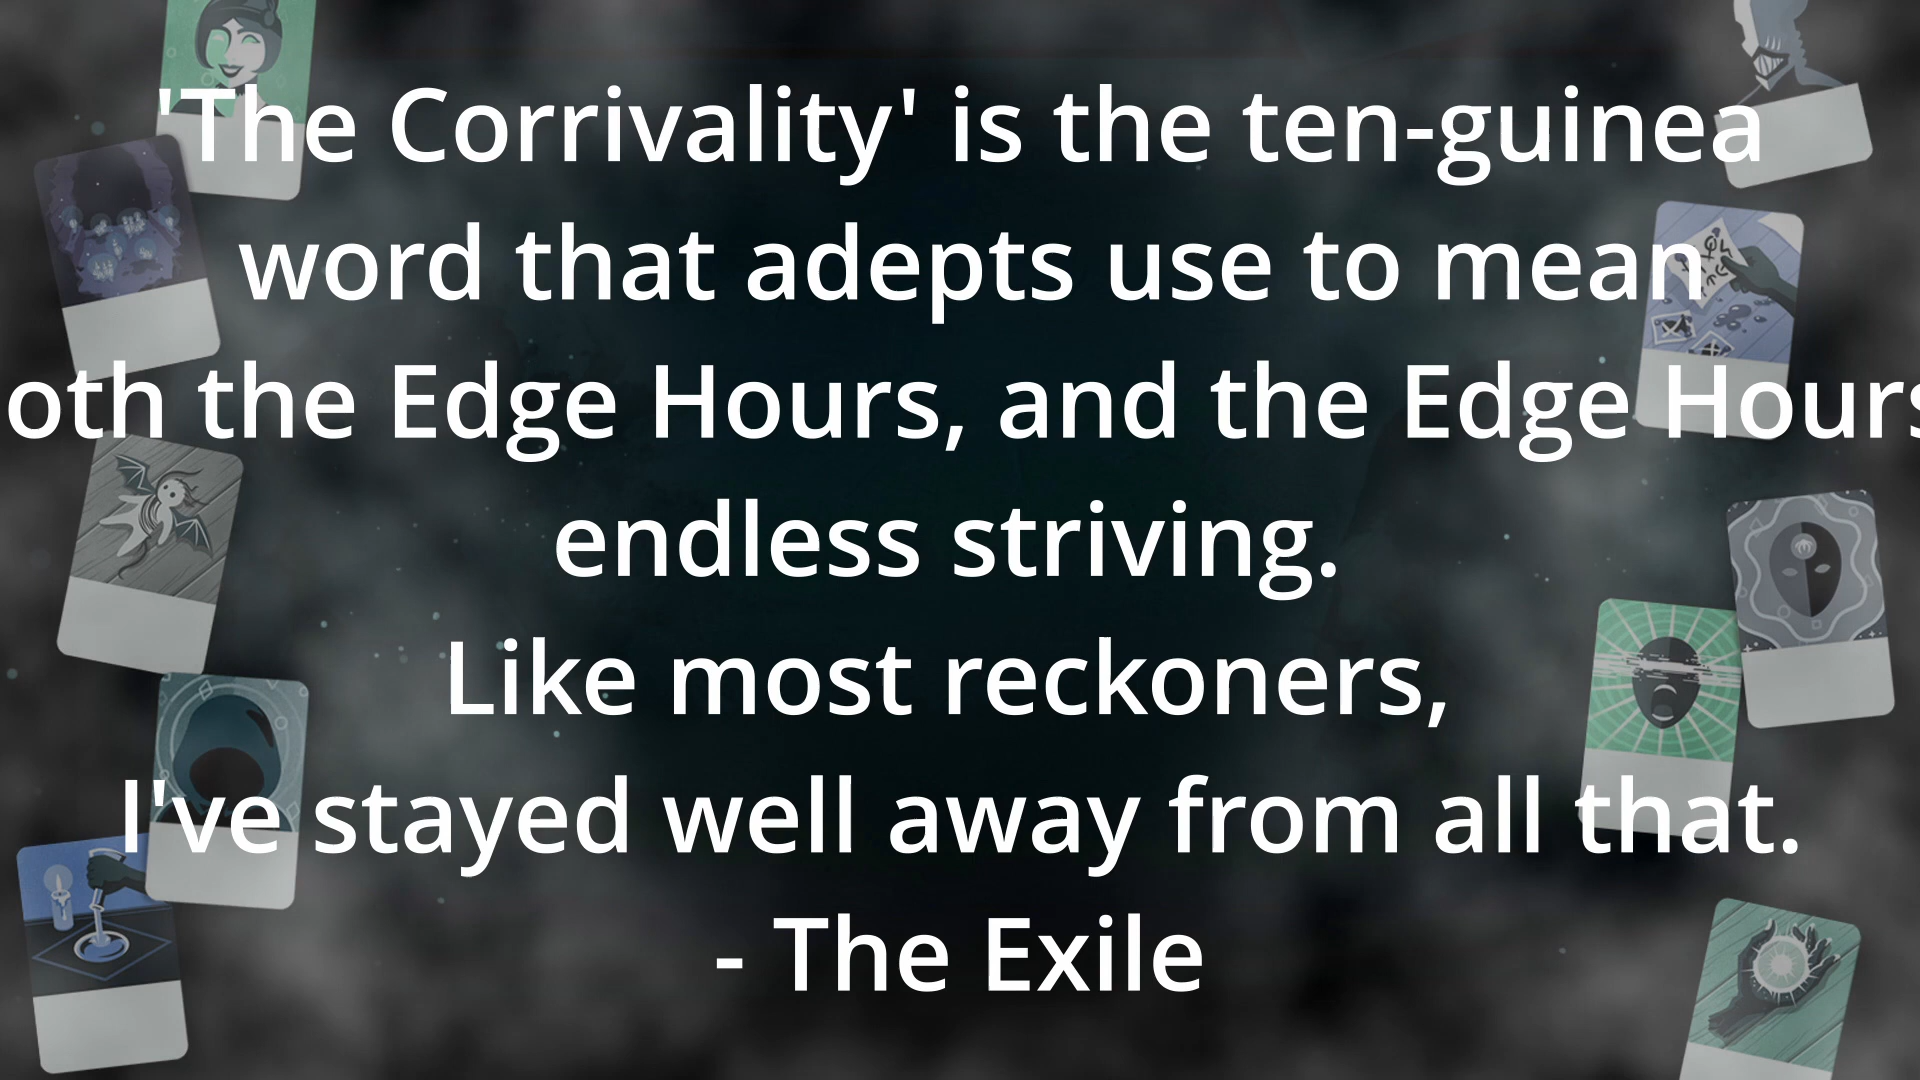 'The Corrivality' is the ten-guinea
word that adepts use to mean
oth the Edge Hours, and the Edge Hours
endless striving.
Like most reckoners,
I've stayed well away from all that.
- The Exile